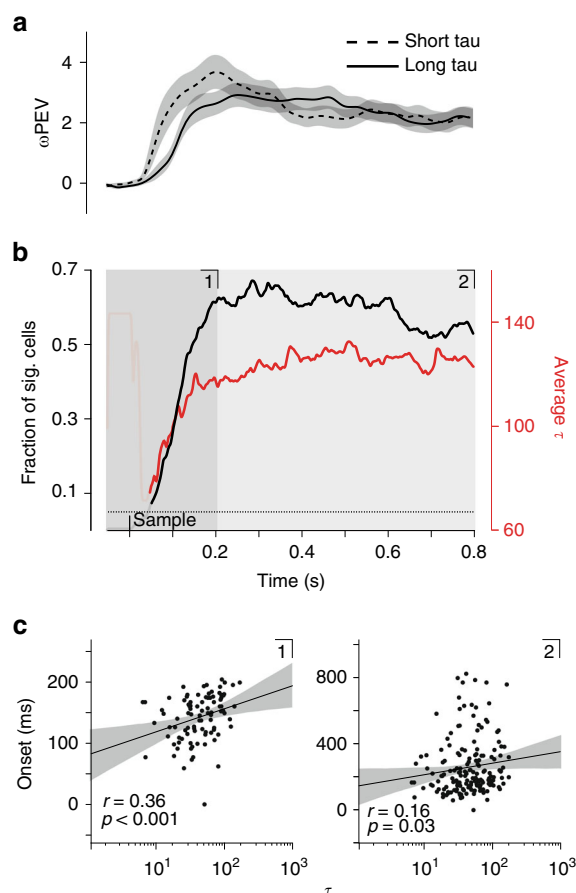 a
Short tau
Long tau
4
2
0
ωPEV
b
0.7
0.5
0.3
0.1
Fraction of sig. cells
1
2
140
100
60
Average τ
Sample
0.2
0.4
0.6
0.8
Time (s)
c
1
2
200
100
0
Onset (ms)
r = 0.36
p < 0.001
10¹
10²
10³
800
600
400
200
0
r = 0.16
p = 0.03
10¹
10²
10³
τ